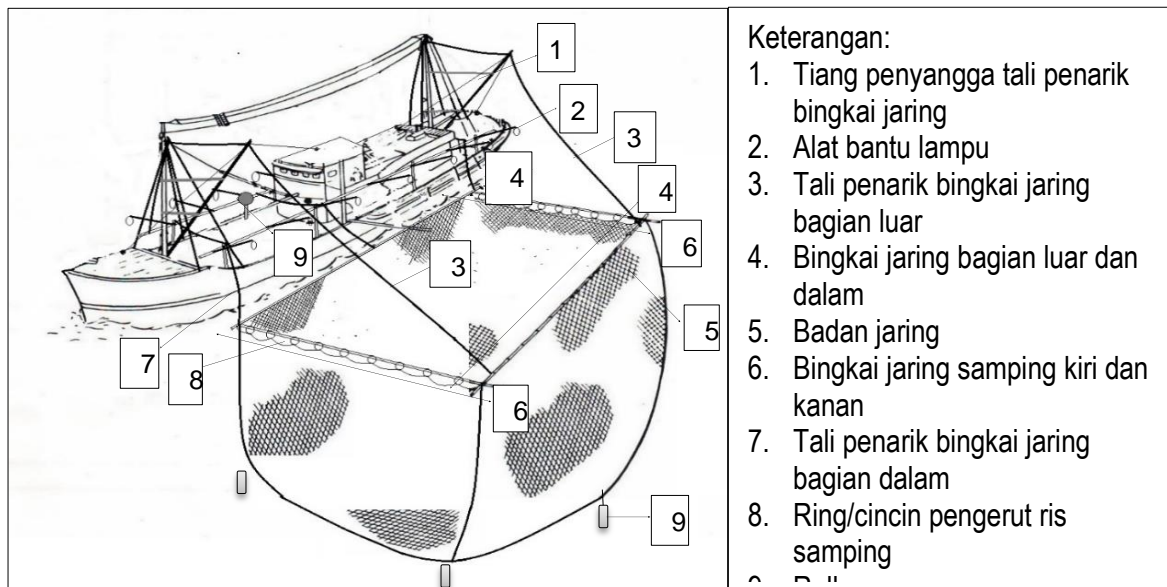 1
2
3
4
4
6
9
3
5
7
8
6
9
Keterangan:
1. Tiang penyangga tali penarik
bingkai jaring
2. Alat bantu lampu
3. Tali penarik bingkai jaring
bagian luar
4. Bingkai jaring bagian luar dan
dalam
5. Badan jaring
6. Bingkai jaring samping kiri dan
kanan
7. Tali penarik bingkai jaring
bagian dalam
8. Ring/cincin pengerut ris
samping